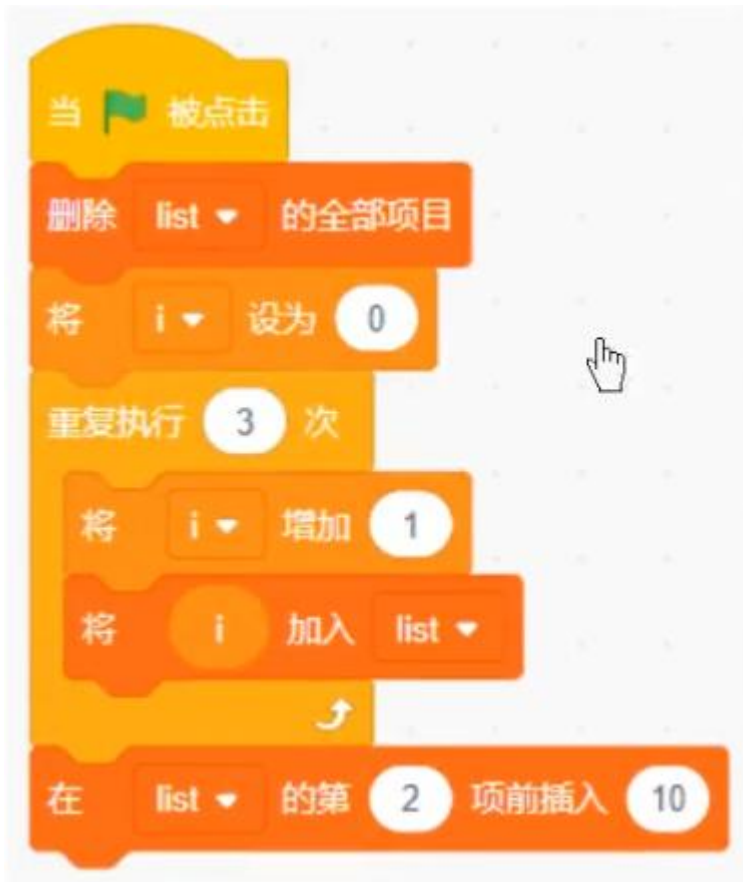 当 被点击
删除 list 的全部项目
将 i 设为 0
重复执行 3 次
将 i 增加 1
将 i 加入 list
在 list 的第 2 项前插入 10